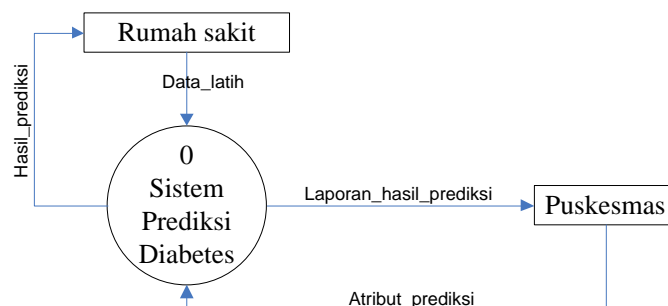 Rumah sakit
Data_latih
Hasil_prediksi
0
Sistem
Prediksi
Diabetes
Laporan_hasil_prediksi
Puskesmas
Atribut_prediksi